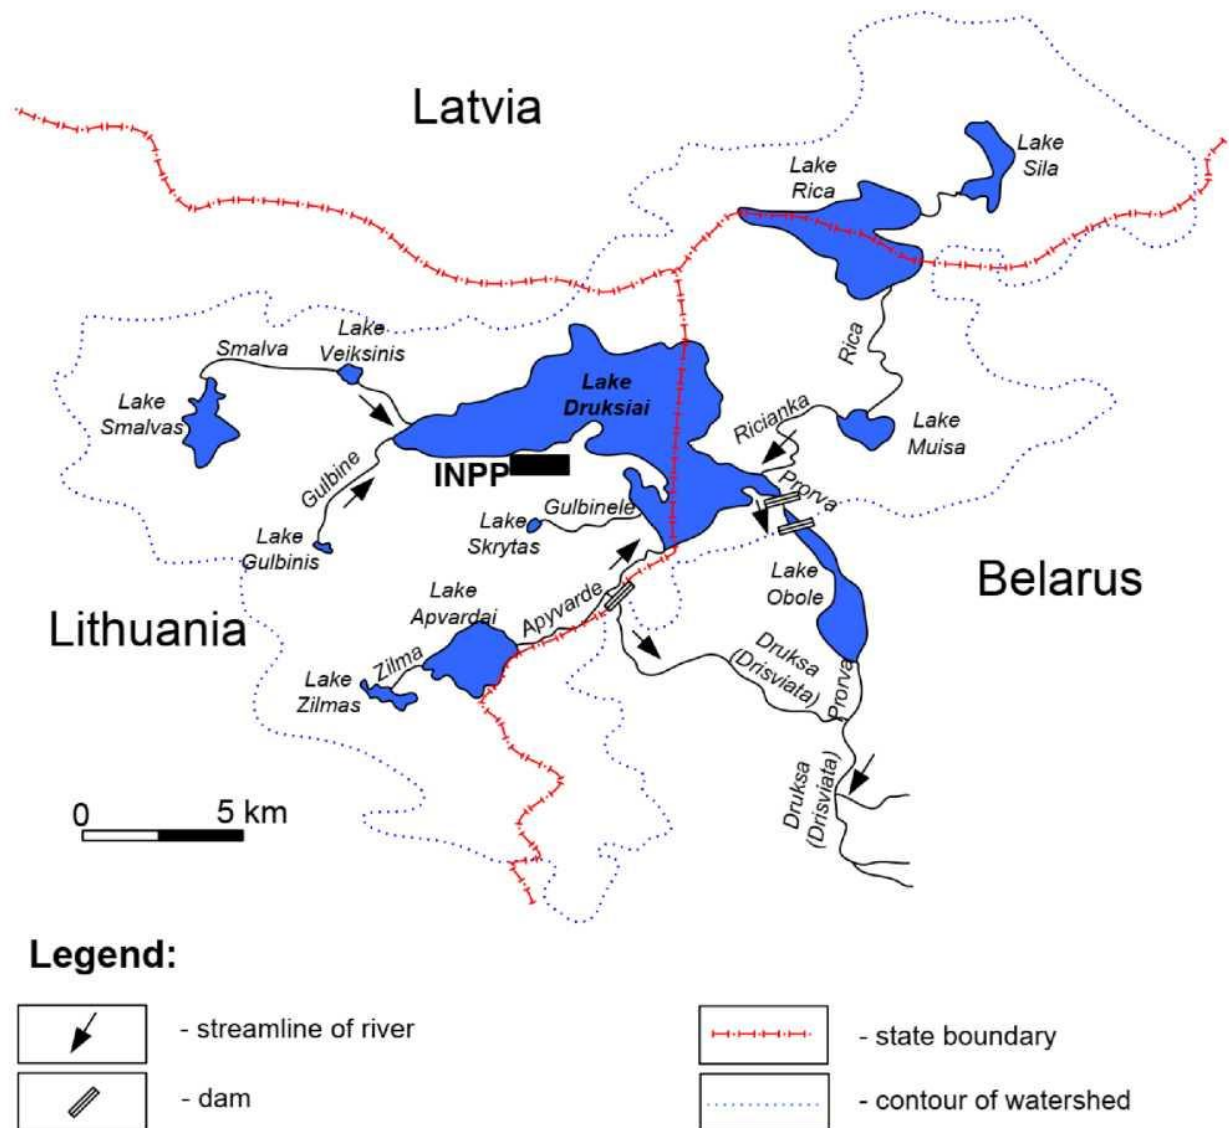 Latvia
Lake
Sila
Lake
Rica
Lake
Veiksinis
Smalva
Rica
Lake
Druksiai
Lake
Smalvas
Ricianka
Lake
Muisa
Gulbine
INPP
Prorva
Gulbinele
Lake
Skrytas
Lake
Gulbinis
Belarus
Lake
Obole
Lake
Apvardai
Apyvarde
Lithuania
Zilma
Druksa
(Drisviata)
Lake
Zilmas
Prorva
Druksa
(Drisviata)
0 5 km
Legend:
- streamline of river
- state boundary
- dam
- contour of watershed